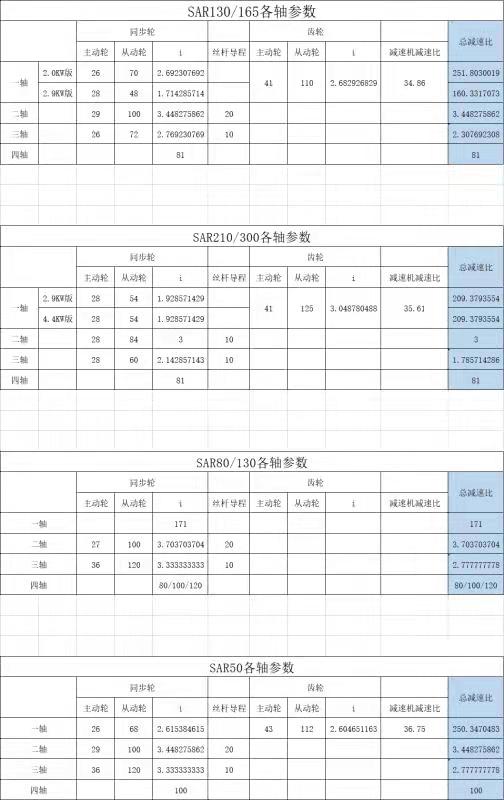 SAR130/165各轴参数
同步轮 齿轮 总减速比
主动轮 从动轮 i 丝杆导程 主动轮 从动轮 i 减速机减速比
一轴 2.0KW版 26 70 2.692307692 41 110 2.682926829 34.86 251.8030019
2.9KW版 28 48 1.714285714 160.3317073
二轴 29 100 3.448275862 20 3.448275862
三轴 26 72 2.769230769 10 2.307692308
四轴 81 81
SAR210/300各轴参数
同步轮 齿轮 总减速比
主动轮 从动轮 i 丝杆导程 主动轮 从动轮 i 减速机减速比
一轴 2.9KW版 28 54 1.928571429 41 125 3.048780488 35.61 209.3793554
4.4KW版 28 54 1.928571429 209.3793554
二轴 28 84 3 10 3
三轴 28 60 2.142857143 10 1.785714286
四轴 81 81
SAR80/130各轴参数
同步轮 齿轮 总减速比
主动轮 从动轮 i 丝杆导程 主动轮 从动轮 i 减速机减速比
一轴 171 171
二轴 27 100 3.703703704 20 3.703703704
三轴 36 120 3.333333333 10 2.777777778
四轴 80/100/120 80/100/120
SAR50各轴参数
同步轮 齿轮 总减速比
主动轮 从动轮 i 丝杆导程 主动轮 从动轮 i 减速机减速比
一轴 26 68 2.615384615 43 112 2.604651163 36.75 250.3470483
二轴 29 100 3.448275862 20 3.448275862
三轴 36 120 3.333333333 10 2.777777778
四轴 100 100